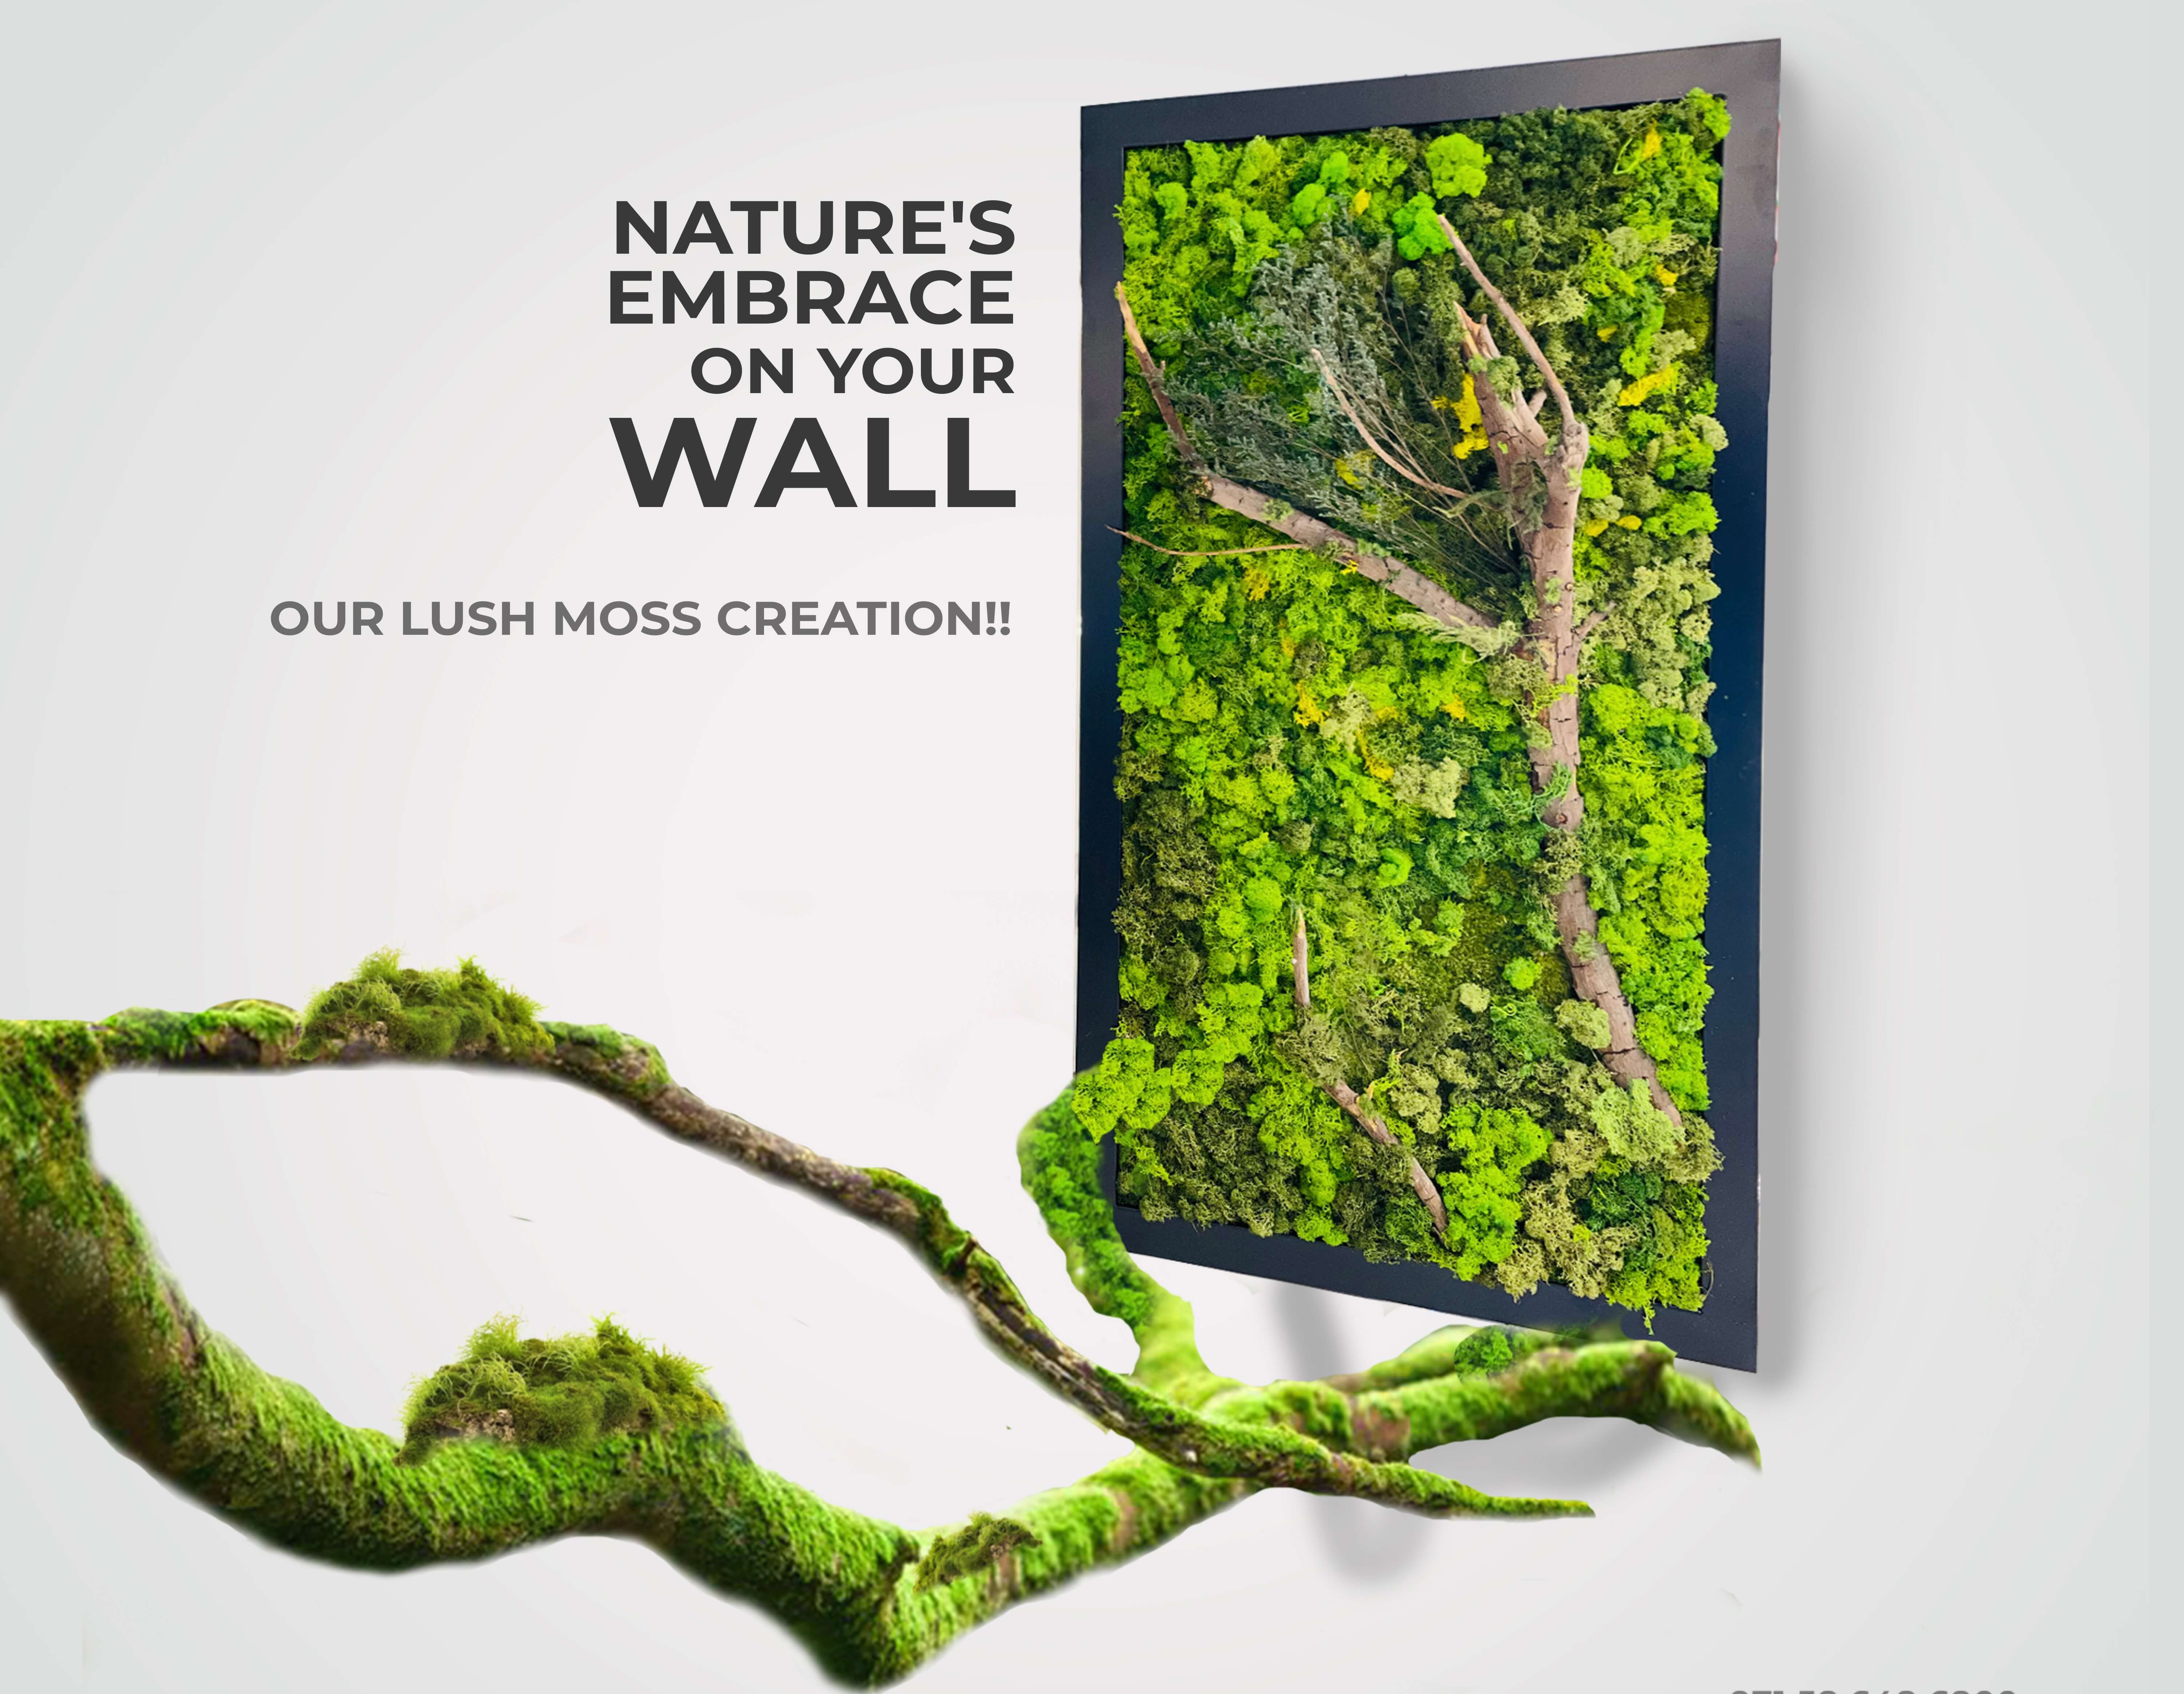 NATURE'S
EMBRACE
ON YOUR
WALL
OUR LUSH MOSS CREATION!!